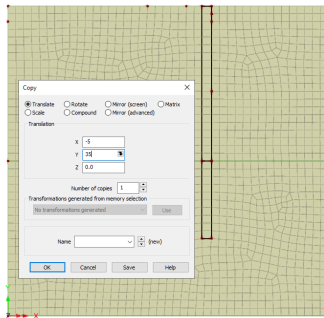 Copy
Translate Rotate Mirror (screen) Matrix
Scale Compound Mirror (advanced)
Translation
X -5
Y 35
Z 0.0
Number of copies 1
Transformations generated from memory selection
No transformations generated Use
Name (new)
OK Cancel Save Help
Y
Z X